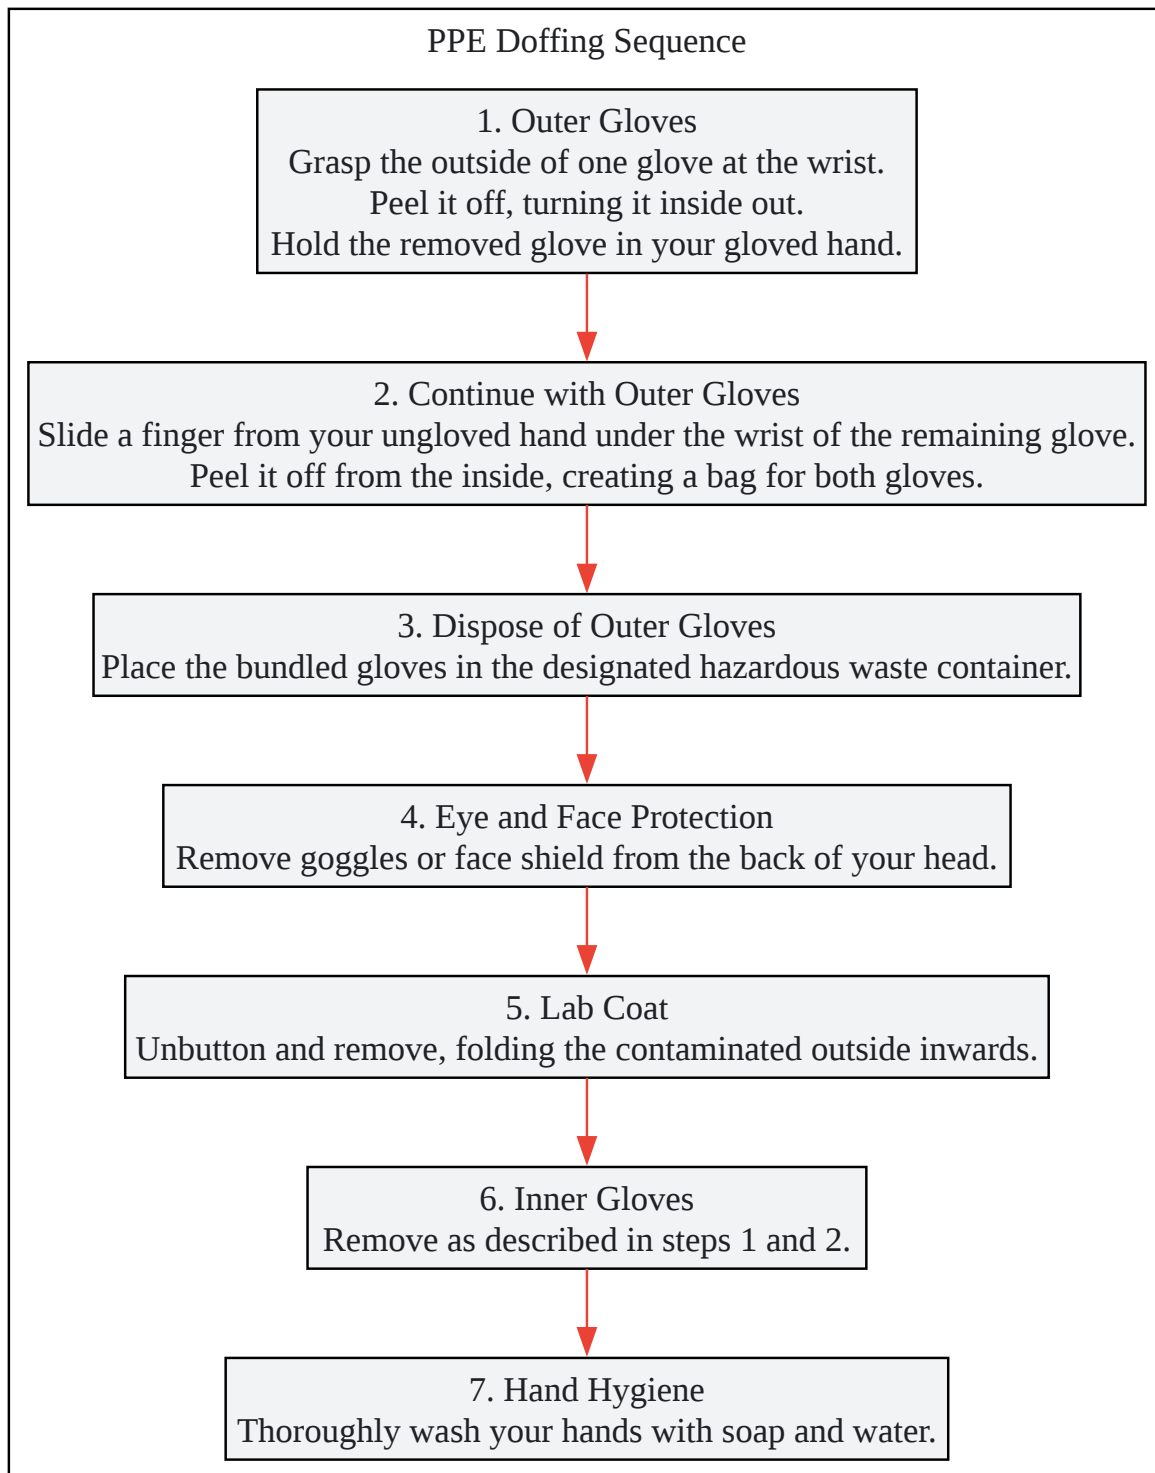 PPE Doffing Sequence
1. Outer Gloves
Grasp the outside of one glove at the wrist.
Peel it off, turning it inside out.
Hold the removed glove in your gloved hand.
2. Continue with Outer Gloves
Slide a finger from your ungloved hand under the wrist of the remaining glove.
Peel it off from the inside, creating a bag for both gloves.
3. Dispose of Outer Gloves
Place the bundled gloves in the designated hazardous waste container.
4. Eye and Face Protection
Remove goggles or face shield from the back of your head.
5. Lab Coat
Unbutton and remove, folding the contaminated outside inwards.
6. Inner Gloves
Remove as described in steps 1 and 2.
7. Hand Hygiene
Thoroughly wash your hands with soap and water.